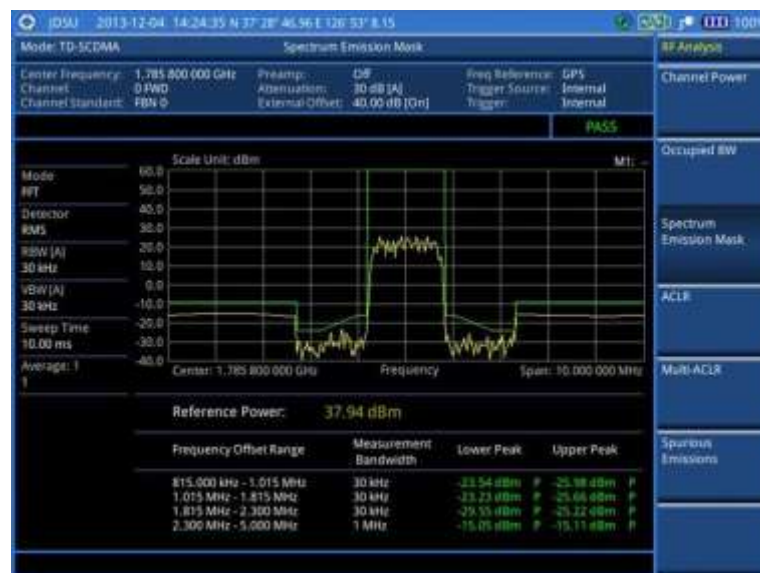 JDSU 2013-12-04 14:24:35 N 37° 28' 46.96 E 126° 53' 8.15 100%
Mode: TD-SCDMA Spectrum Emission Mask RF Analysis
Center Frequency: 1.785 800 000 GHz Preamp: Off Freq Reference: GPS
Channel: 0 FWD Attenuation: 30 dB [A] Trigger Source: Internal
Channel Standard: FBN 0 External Offset: 40.00 dB [On] Trigger: Internal
Channel Power
PASS
Occupied BW
Scale Unit: dBm M1: --
Mode
FFT
Detector
RMS
RBW [A]
30 kHz
VBW [A]
30 kHz
Sweep Time
10.00 ms
Average: 1
1
60.0
50.0
40.0
30.0
20.0
10.0
0.0
-10.0
-20.0
-30.0
-40.0
Center: 1.785 800 000 GHz Frequency Span: 10.000 000 MHz
Spectrum
Emission Mask
ACLR
Multi-ACLR
Spurious
Emissions
Reference Power: 37.94 dBm
Frequency Offset Range Measurement Bandwidth Lower Peak Upper Peak
815.000 kHz - 1.015 MHz 30 kHz -23.54 dBm P -25.98 dBm P
1.015 MHz - 1.815 MHz 30 kHz -23.23 dBm P -25.66 dBm P
1.815 MHz - 2.300 MHz 30 kHz -29.55 dBm P -25.22 dBm P
2.300 MHz - 5.000 MHz 1 MHz -15.05 dBm P -15.11 dBm P